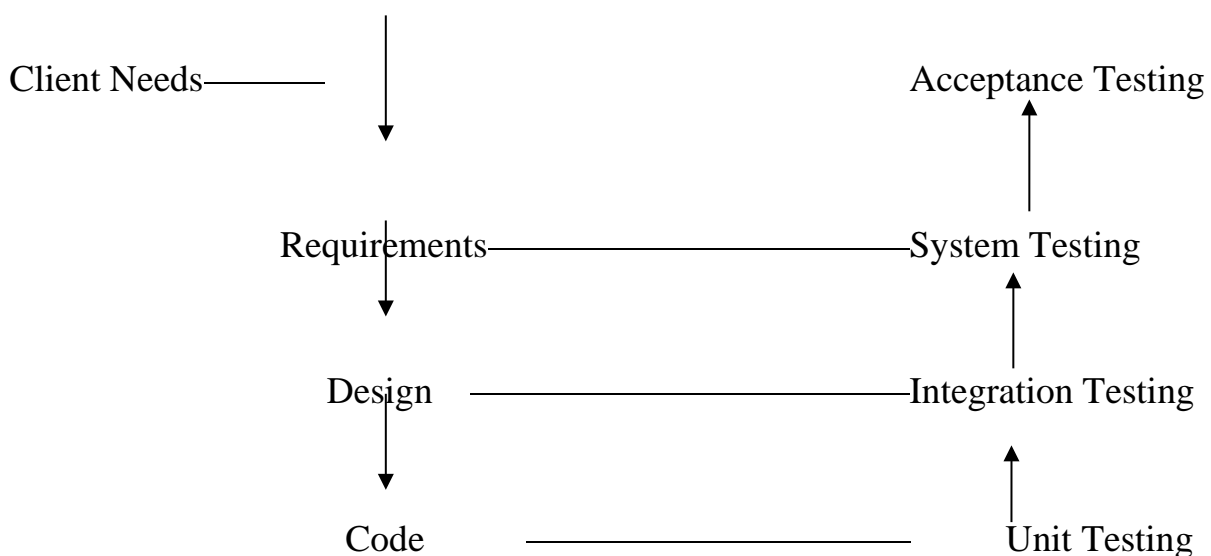 Client Needs Acceptance Testing
Requirements System Testing
Design Integration Testing
Code Unit Testing